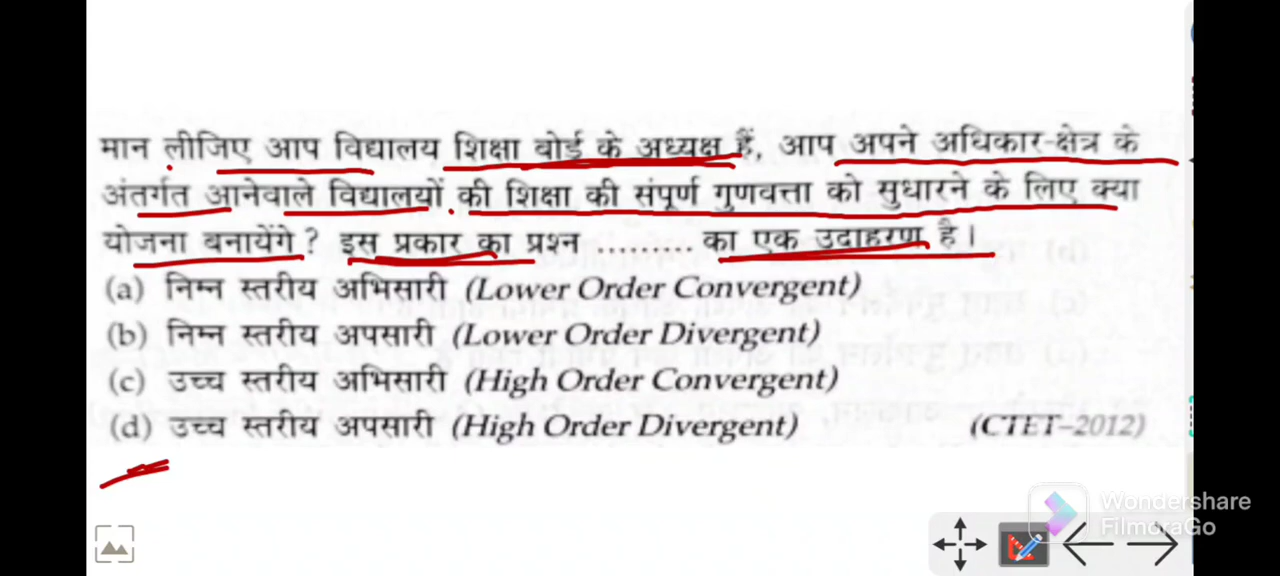 मान लीजिए आप विद्यालय शिक्षा बोर्ड के अध्यक्ष हैं, आप अपने अधिकार-क्षेत्र के
अंतर्गत आनेवाले विद्यालयों की शिक्षा की संपूर्ण गुणवत्ता को सुधारने के लिए क्या
योजना बनायेंगे ? इस प्रकार का प्रश्न .......... का एक उदाहरण है।
(a) निम्न स्तरीय अभिसारी (Lower Order Convergent)
(b) निम्न स्तरीय अपसारी (Lower Order Divergent)
(c) उच्च स्तरीय अभिसारी (High Order Convergent)
(d) उच्च स्तरीय अपसारी (High Order Divergent) (CTET–2012)
Wondershare
FilmoraGo